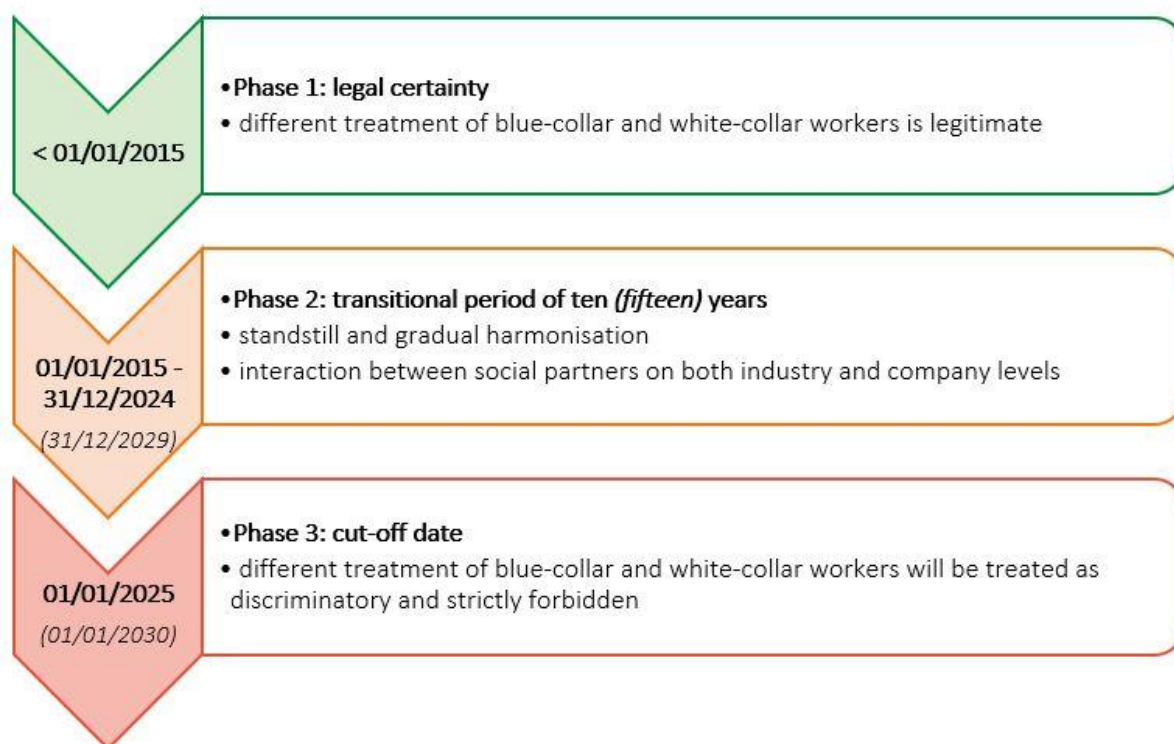 < 01/01/2015
•Phase 1: legal certainty
• different treatment of blue-collar and white-collar workers is legitimate
01/01/2015 -
31/12/2024
(31/12/2029)
•Phase 2: transitional period of ten (fifteen) years
• standstill and gradual harmonisation
• interaction between social partners on both industry and company levels
01/01/2025
(01/01/2030)
•Phase 3: cut-off date
• different treatment of blue-collar and white-collar workers will be treated as
discriminatory and strictly forbidden